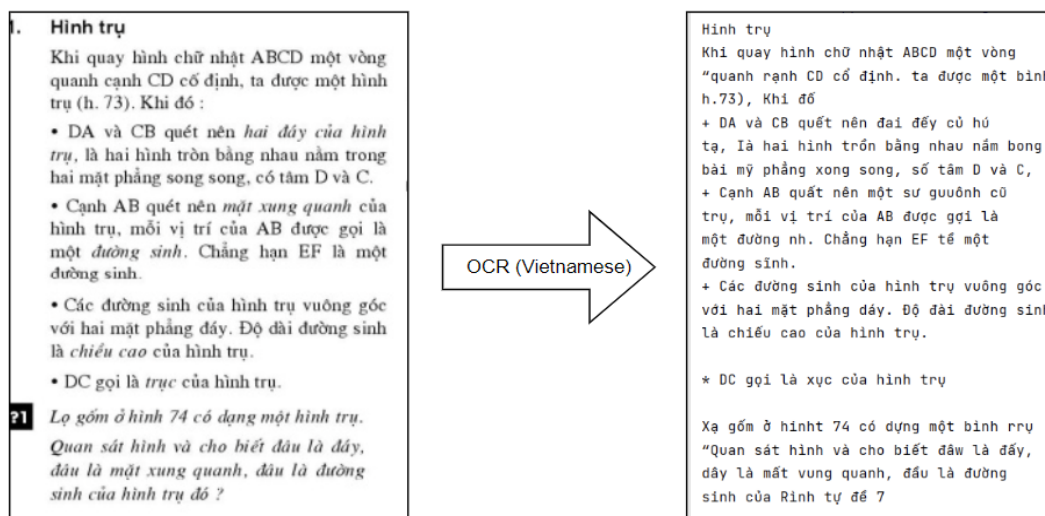 1. Hình trụ
Khi quay hình chữ nhật ABCD một vòng
quanh cạnh CD cố định, ta được một hình
trụ (h. 73). Khi đó :
• DA và CB quét nên hai đáy của hình
trụ, là hai hình tròn bằng nhau nằm trong
hai mặt phẳng song song, có tâm D và C.
• Cạnh AB quét nên mặt xung quanh của
hình trụ, mỗi vị trí của AB được gọi là
một đường sinh. Chẳng hạn EF là một
đường sinh.
• Các đường sinh của hình trụ vuông góc
với hai mặt phẳng đáy. Độ dài đường sinh
là chiều cao của hình trụ.
• DC gọi là trục của hình trụ.
?1 Lọ gốm ở hình 74 có dạng một hình trụ.
Quan sát hình và cho biết đâu là đáy,
đâu là mặt xung quanh, đâu là đường
sinh của hình trụ đó ?
OCR (Vietnamese)
Hình trụ
Khi quay hình chữ nhật ABCD một vòng
“quanh rạnh CD cổ định. ta được một bình
h.73), Khi đố
+ DA và CB quết nên đai đếy củ hú
tạ, Ià hai hình trổn bằng nhau nắm bong
bài mỹ phẳng xong song, số tâm D và C,
+ Cạnh AB quất nên một sư guuônh cũ
trụ, mỗi vị trí của AB được gợi là
một đường nh. Chẳng hạn EF tề một
đường sĩnh.
+ Các đường sinh của hình trụ vuông góc
với hai mặt phẳng dáy. Độ đài đường sinh
là chiếu cao của hình trụ.
* DC gọi là xục của hình trụ
Xạ gốm ở hinht 74 có dựng một bình rrụ
“Quan sát hình và cho biết đâw là đấy,
dây là mất vung quanh, đầu là đường
sinh của Rình tự để 7